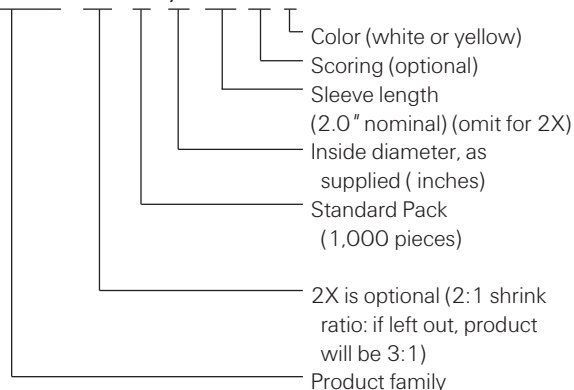 Color (white or yellow)
Scoring (optional)
Sleeve length
(2.0" nominal) (omit for 2X)
Inside diameter, as
supplied ( inches)
Standard Pack
(1,000 pieces)
2X is optional (2:1 shrink
ratio: if left out, product
will be 3:1)
Product family